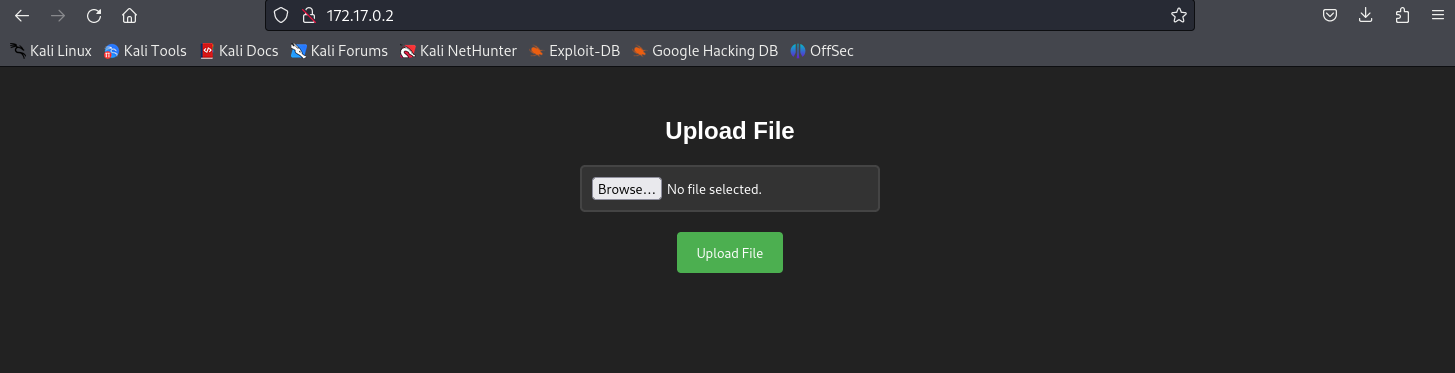 172.17.0.2
Kali Linux Kali Tools Kali Docs Kali Forums Kali NetHunter Exploit-DB Google Hacking DB OffSec
Upload File
Browse... No file selected.
Upload File